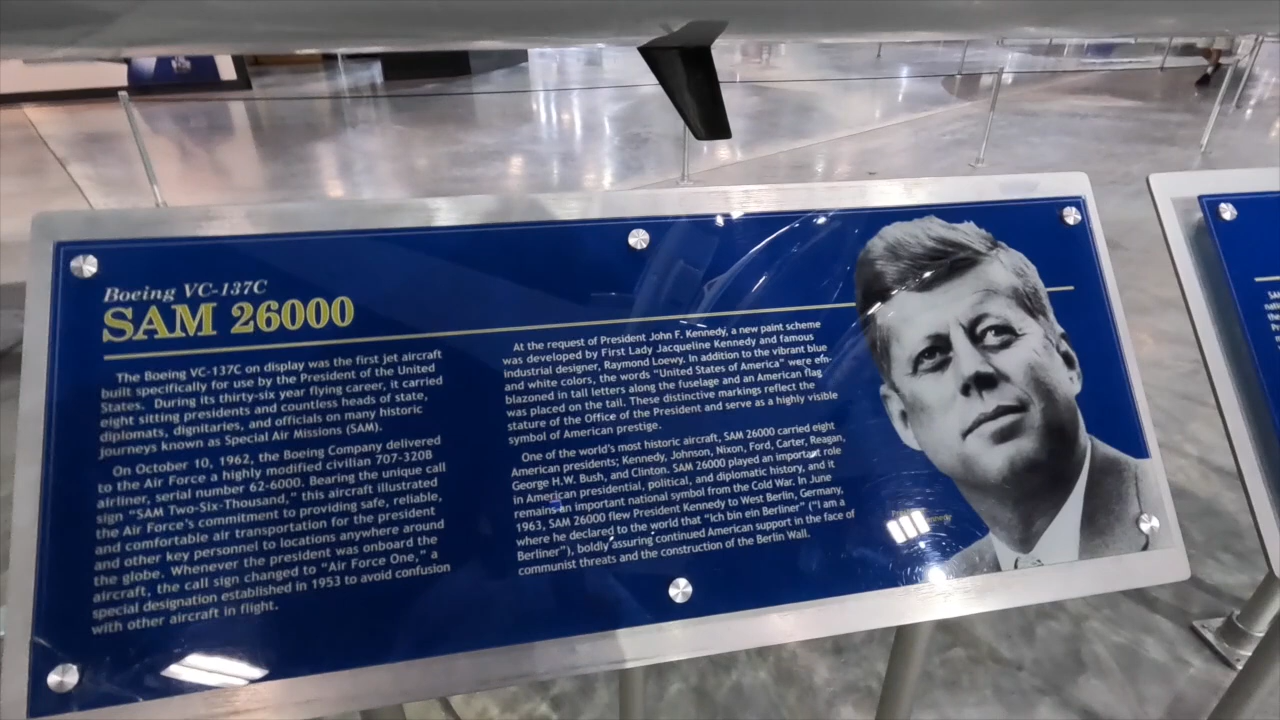 Boeing VC-137C
SAM 26000
The Boeing VC-137C on display was the first jet aircraft
built specifically for use by the President of the United
States. During its thirty-six year flying career, it carried
eight sitting presidents and countless heads of state,
diplomats, dignitaries, and officials on many historic
journeys known as Special Air Missions (SAM).
On October 10, 1962, the Boeing Company delivered
to the Air Force a highly modified civilian 707-320B
airliner, serial number 62-6000. Bearing the unique call
sign "SAM Two-Six-Thousand," this aircraft illustrated
the Air Force's commitment to providing safe, reliable,
and comfortable air transportation for the president
and other key personnel to locations anywhere around
the globe. Whenever the president was onboard the
aircraft, the call sign changed to "Air Force One," a
special designation established in 1953 to avoid confusion
with other aircraft in flight.
At the request of President John F. Kennedy, a new paint scheme
was developed by First Lady Jacqueline Kennedy and famous
industrial designer, Raymond Loewy. In addition to the vibrant blue
and white colors, the words "United States of America" were em-
blazoned in tall letters along the fuselage and an American flag
was placed on the tail. These distinctive markings reflect the
stature of the Office of the President and serve as a highly visible
symbol of American prestige.
One of the world's most historic aircraft, SAM 26000 carried eight
American presidents; Kennedy, Johnson, Nixon, Ford, Carter, Reagan,
George H.W. Bush, and Clinton. SAM 26000 played an important role
in American presidential, political, and diplomatic history, and it
remains an important national symbol from the Cold War. In June
1963, SAM 26000 flew President Kennedy to West Berlin, Germany,
where he declared to the world that "Ich bin ein Berliner" ("I am a
Berliner"), boldly assuring continued American support in the face of
communist threats and the construction of the Berlin Wall.